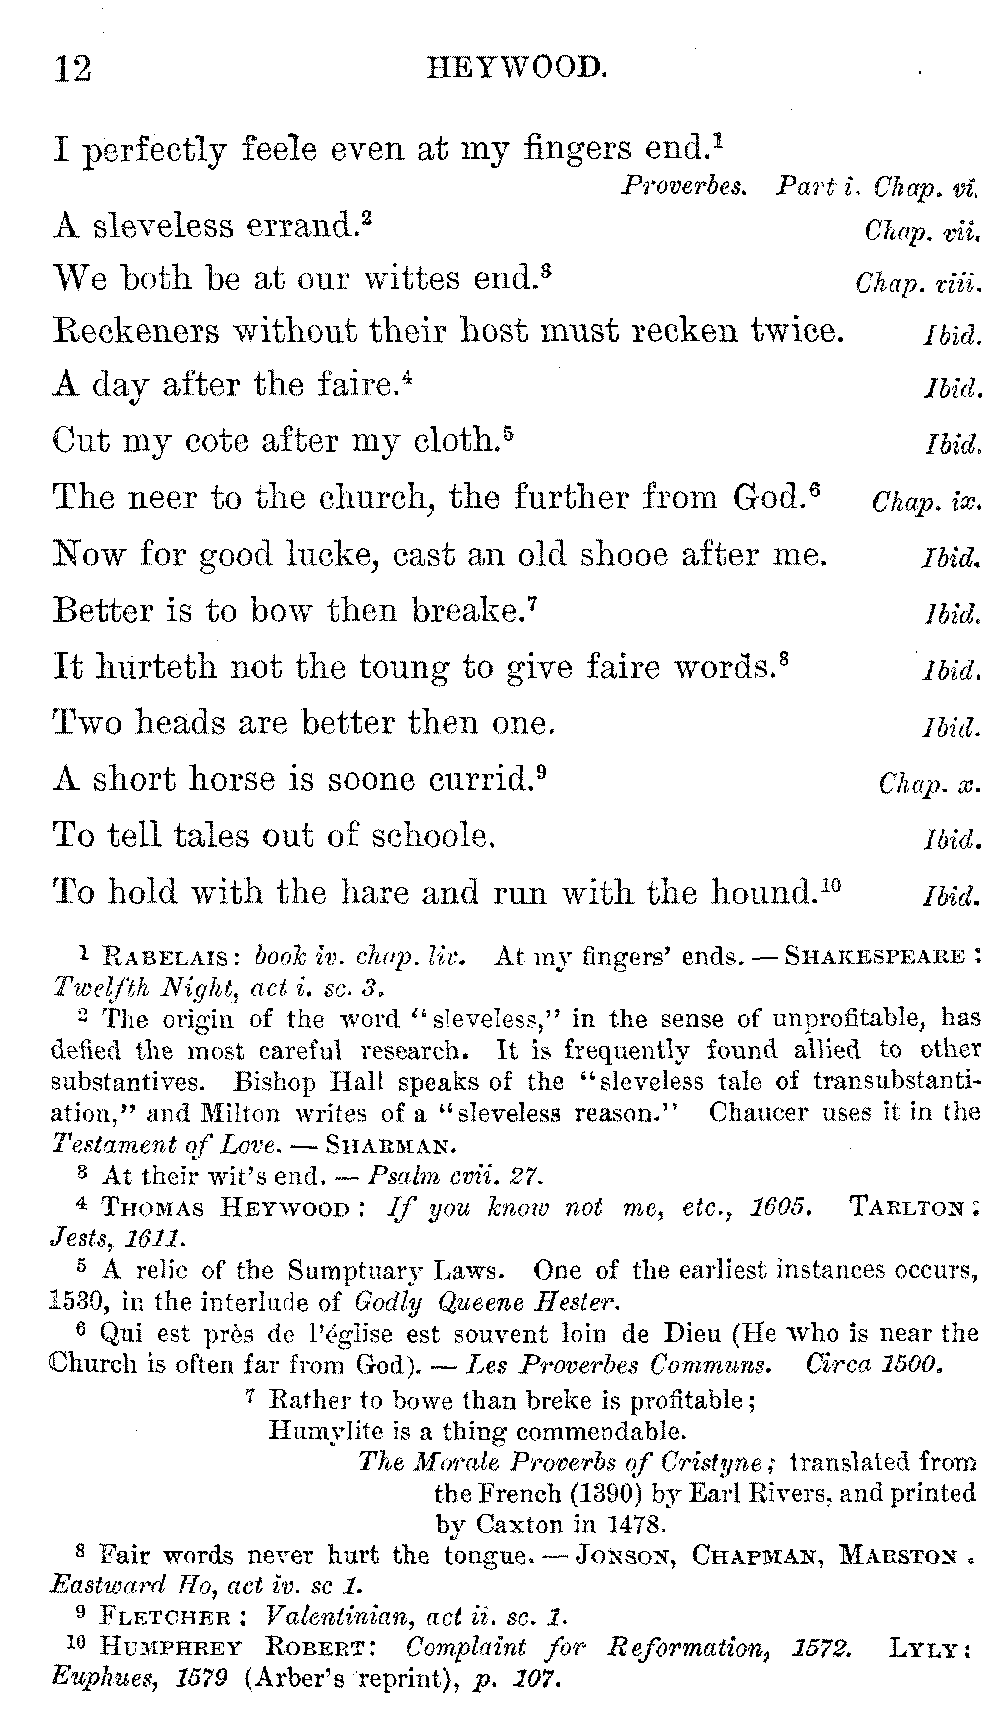 12 HEYWOOD.
I perfectly feele even at my fingers end.¹
Proverbes. Part i. Chap. vi.
A sleveless errand.² Chap. vii.
We both be at our wittes end.³ Chap. viii.
Reckeners without their host must recken twice. Ibid.
A day after the faire.⁴ Ibid.
Cut my cote after my cloth.⁵ Ibid.
The neer to the church, the further from God.⁶ Chap. ix.
Now for good lucke, cast an old shooe after me. Ibid.
Better is to bow then breake.⁷ Ibid.
It hurteth not the toung to give faire words.⁸ Ibid.
Two heads are better then one. Ibid.
A short horse is soone currid.⁹ Chap. x.
To tell tales out of schoole. Ibid.
To hold with the hare and run with the hound.¹⁰ Ibid.
¹ RABELAIS: book iv. chap. liv. At my fingers' ends. — SHAKESPEARE:
Twelfth Night, act i. sc. 3.
² The origin of the word "sleveless," in the sense of unprofitable, has
defied the most careful research. It is frequently found allied to other
substantives. Bishop Hall speaks of the "sleveless tale of transubstanti-
ation," and Milton writes of a "sleveless reason." Chaucer uses it in the
Testament of Love. — SHARMAN.
³ At their wit's end. — Psalm cvii. 27.
⁴ THOMAS HEYWOOD: If you know not me, etc., 1605. TARLTON:
Jests, 1611.
⁵ A relic of the Sumptuary Laws. One of the earliest instances occurs,
1530, in the interlude of Godly Queene Hester.
⁶ Qui est près de l'église est souvent loin de Dieu (He who is near the
Church is often far from God). — Les Proverbes Communs. Circa 1500.
⁷ Rather to bowe than breke is profitable;
Humylite is a thing commendable.
The Morale Proverbs of Cristyne; translated from
the French (1390) by Earl Rivers, and printed
by Caxton in 1478.
⁸ Fair words never hurt the tongue. — JONSON, CHAPMAN, MARSTON.
Eastward Ho, act iv. sc 1.
⁹ FLETCHER: Valentinian, act ii. sc. 1.
¹⁰ HUMPHREY ROBERT: Complaint for Reformation, 1572. LYLY:
Euphues, 1579 (Arber's reprint), p. 107.